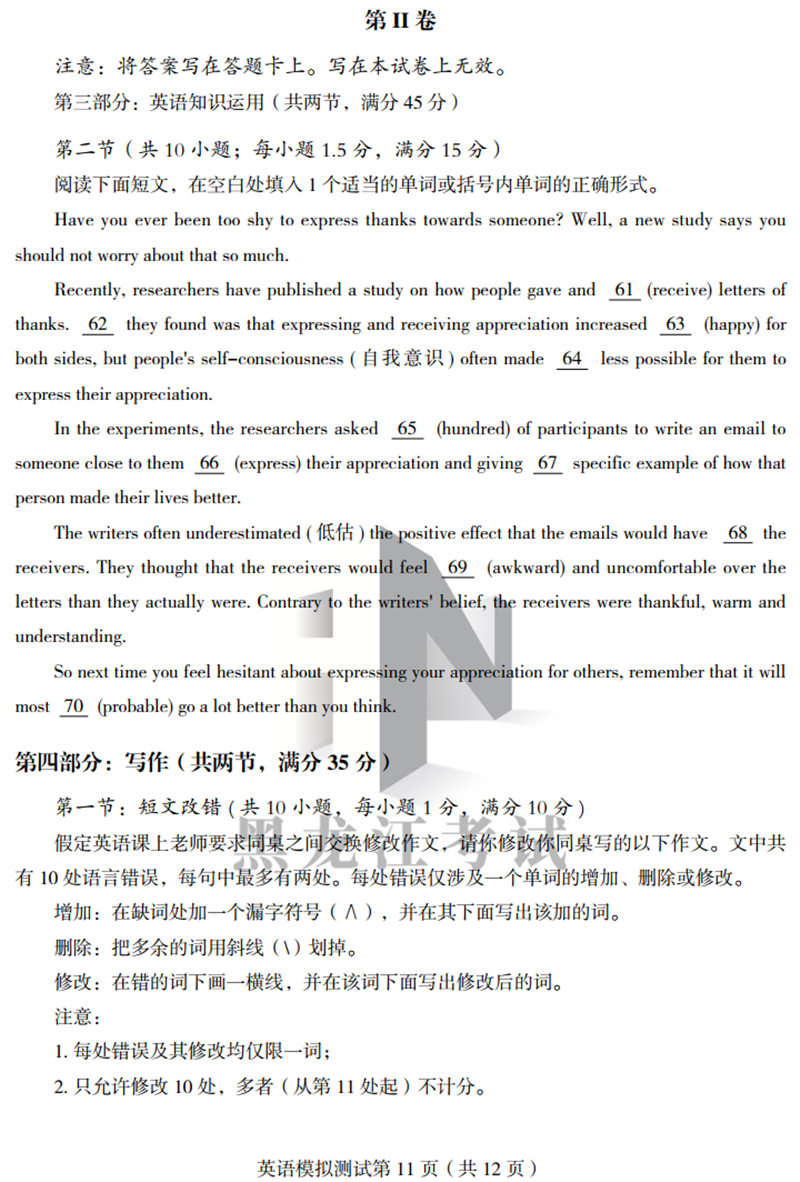 第 II 卷
注意：将答案写在答题卡上。写在本试卷上无效。
第三部分：英语知识运用（共两节，满分 45 分）
第二节（共 10 小题；每小题 1.5 分，满分 15 分）
阅读下面短文，在空白处填入 1 个适当的单词或括号内单词的正确形式。
Have you ever been too shy to express thanks towards someone? Well, a new study says you
should not worry about that so much.
Recently, researchers have published a study on how people gave and 61 (receive) letters of
thanks. 62 they found was that expressing and receiving appreciation increased 63 (happy) for
both sides, but people's self-consciousness (自我意识) often made 64 less possible for them to
express their appreciation.
In the experiments, the researchers asked 65 (hundred) of participants to write an email to
someone close to them 66 (express) their appreciation and giving 67 specific example of how that
person made their lives better.
The writers often underestimated (低估) the positive effect that the emails would have 68 the
receivers. They thought that the receivers would feel 69 (awkward) and uncomfortable over the
letters than they actually were. Contrary to the writers' belief, the receivers were thankful, warm and
understanding.
So next time you feel hesitant about expressing your appreciation for others, remember that it will
most 70 (probable) go a lot better than you think.
第四部分：写作（共两节，满分 35 分）
第一节：短文改错（共 10 小题，每小题 1 分，满分 10 分）
黑龙江考试
假定英语课上老师要求同桌之间交换修改作文，请你修改你同桌写的以下作文。文中共
有 10 处语言错误，每句中最多有两处。每处错误仅涉及一个单词的增加、删除或修改。
增加：在缺词处加一个漏字符号（∧），并在其下面写出该加的词。
删除：把多余的词用斜线（\）划掉。
修改：在错的词下画一横线，并在该词下面写出修改后的词。
注意：
1. 每处错误及其修改均仅限一词；
2. 只允许修改 10 处，多者（从第 11 处起）不计分。
英语模拟测试第 11 页（共 12 页）